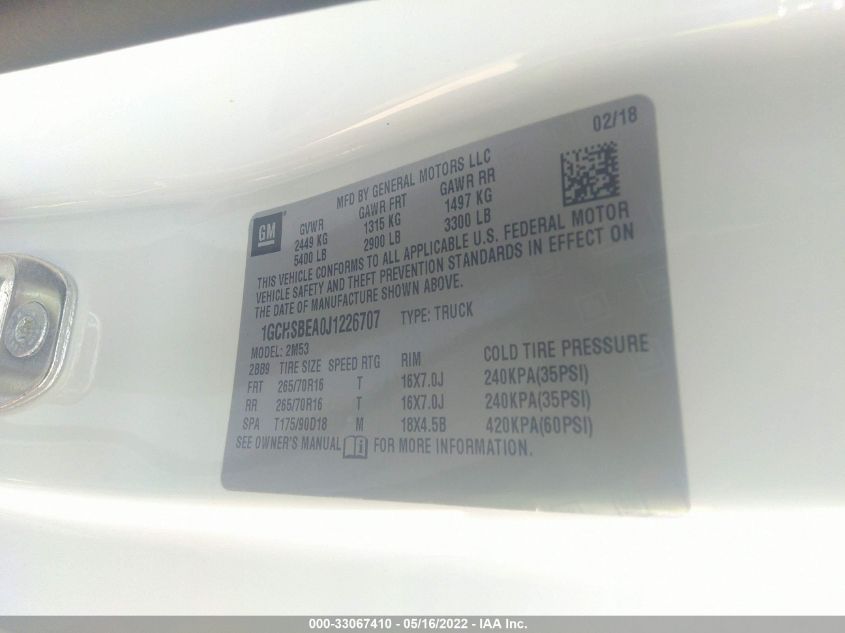 02/18
MFD BY GENERAL MOTORS LLC
GM
GVWR GAWR FRT GAWR RR
2449 KG 1315 KG 1497 KG
5400 LB 2900 LB 3300 LB
THIS VEHICLE CONFORMS TO ALL APPLICABLE U.S. FEDERAL MOTOR
VEHICLE SAFETY AND THEFT PREVENTION STANDARDS IN EFFECT ON
THE DATE OF MANUFACTURE SHOWN ABOVE.
1GCHSBEA0J1226707 TYPE: TRUCK
MODEL: 2M53
2BB9 TIRE SIZE SPEED RTG RIM COLD TIRE PRESSURE
FRT 265/70R16 T 16X7.0J 240KPA(35PSI)
RR 265/70R16 T 16X7.0J 240KPA(35PSI)
SPA T175/90D18 M 18X4.5B 420KPA(60PSI)
SEE OWNER'S MANUAL FOR MORE INFORMATION.
000-33067410 - 05/16/2022 - IAA Inc.